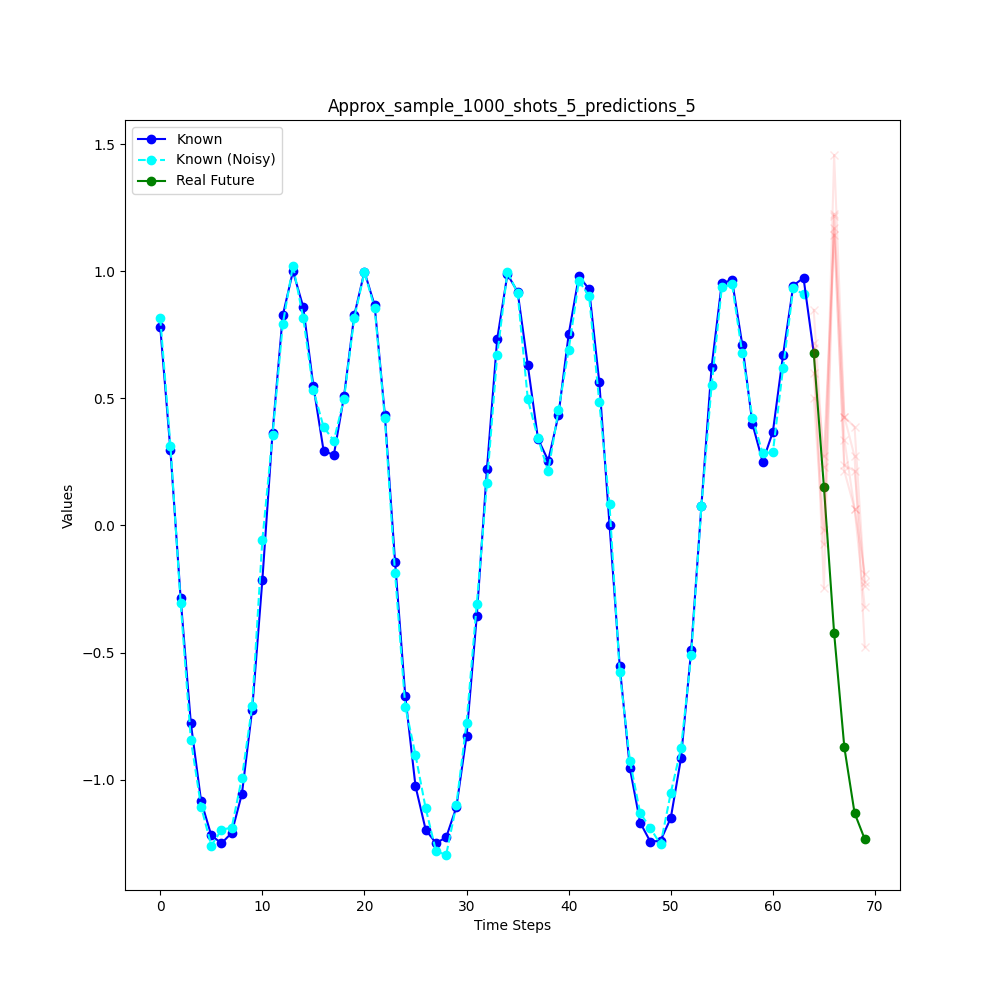 Approx_sample_1000_shots_5_predictions_5
Known
Known (Noisy)
Real Future
1.5
1.0
0.5
0.0
−0.5
−1.0
Values
0 10 20 30 40 50 60 70
Time Steps